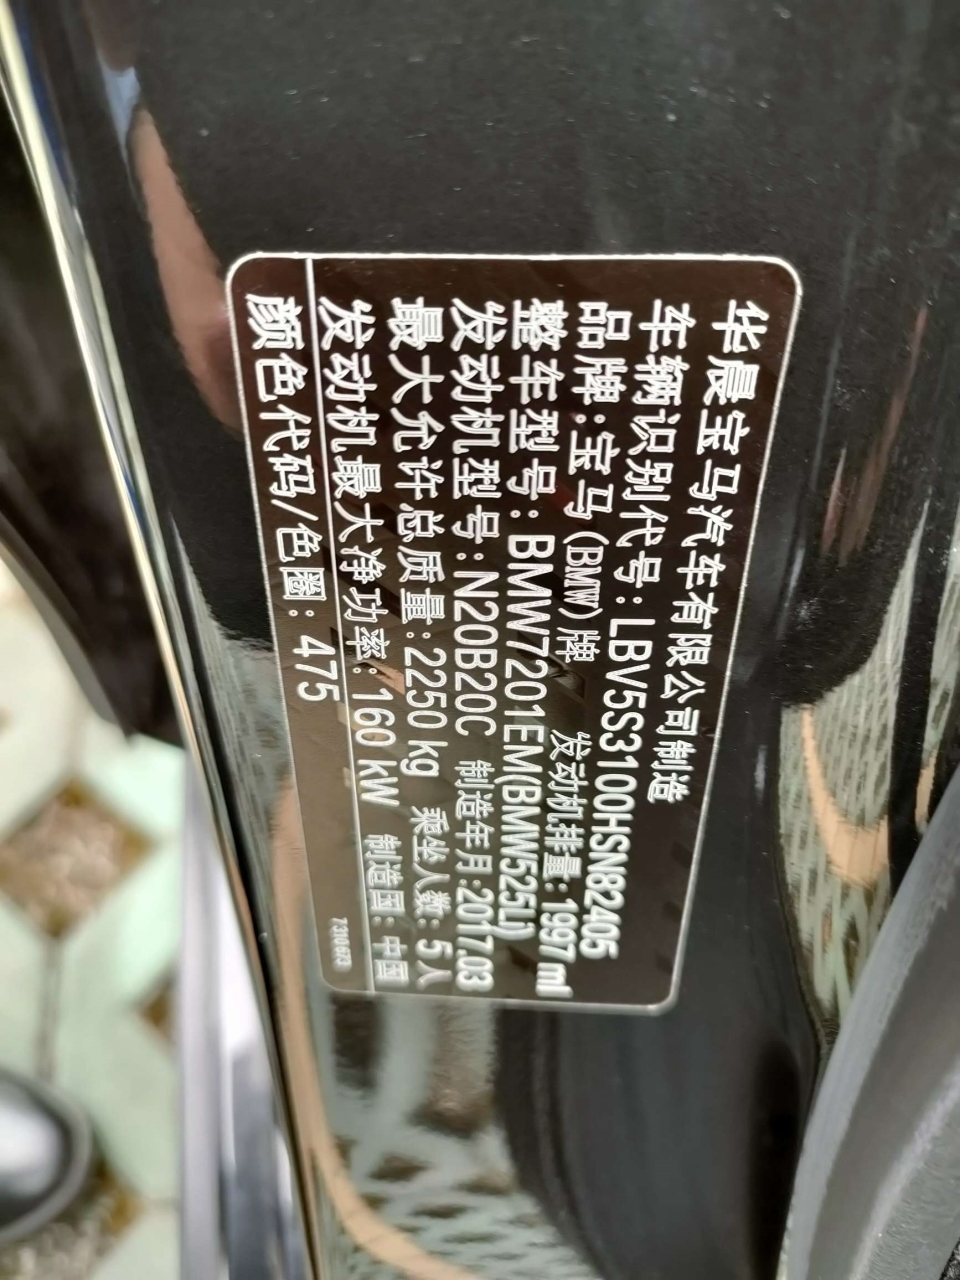 华晨宝马汽车有限公司制造
车辆识别代号:LBV5S3100HSN82405
品牌:宝马(BMW)牌 发动机排量:1997 ml
整车型号:BMW7201EM(BMW525Li)
发动机型号:N20B20C 制造年月:2017.03
最大允许总质量:2250 kg 乘坐人数:5人
发动机最大净功率:160 kW 制造国:中国
颜色代码/色圈:475 7310673